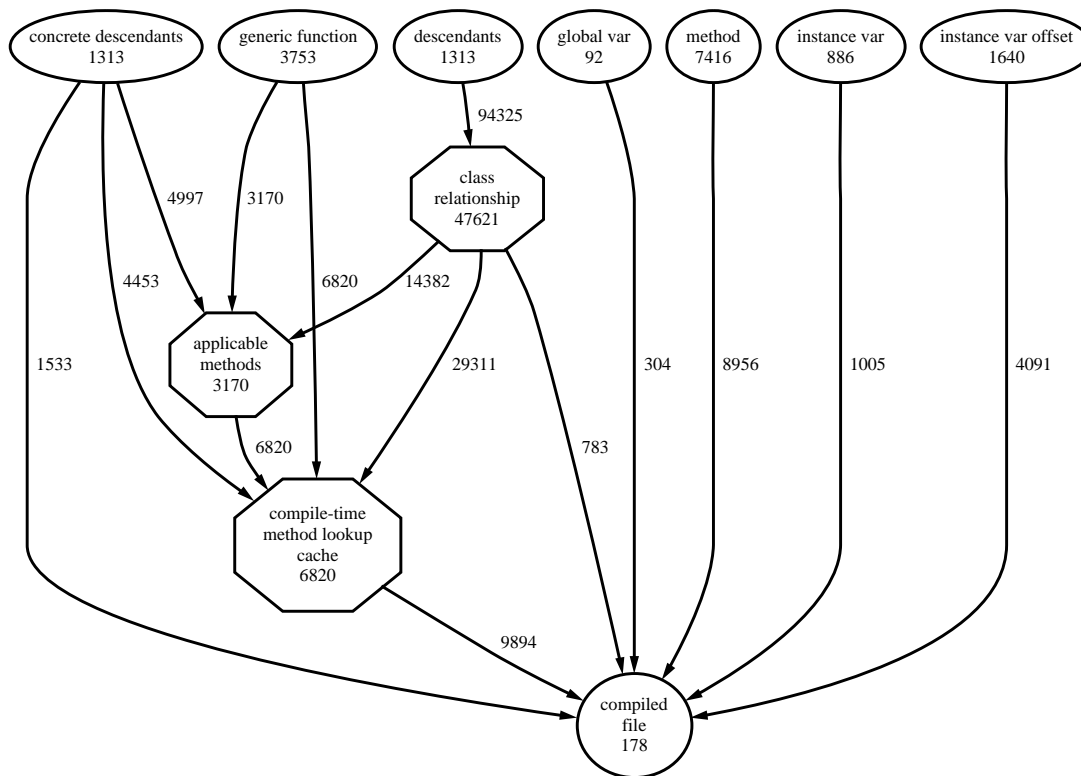 concrete descendants
1313
generic function
3753
descendants
1313
global var
92
method
7416
instance var
886
instance var offset
1640
94325
class
relationship
47621
4997
3170
4453
6820
14382
applicable
methods
3170
1533
29311
304
8956
1005
4091
6820
783
compile-time
method lookup
cache
6820
9894
compiled
file
178